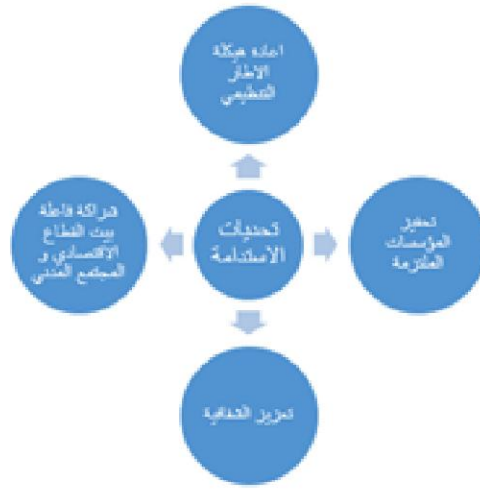 اعادة هيكلة
الاطار
التنظيمي
تحفيز
المؤسسات
الملتزمة
تحديات
الاستدامة
شراكة فاعلة
بين القطاع
الاقتصادي و
المجتمع المدني
تعزيز الشفافية